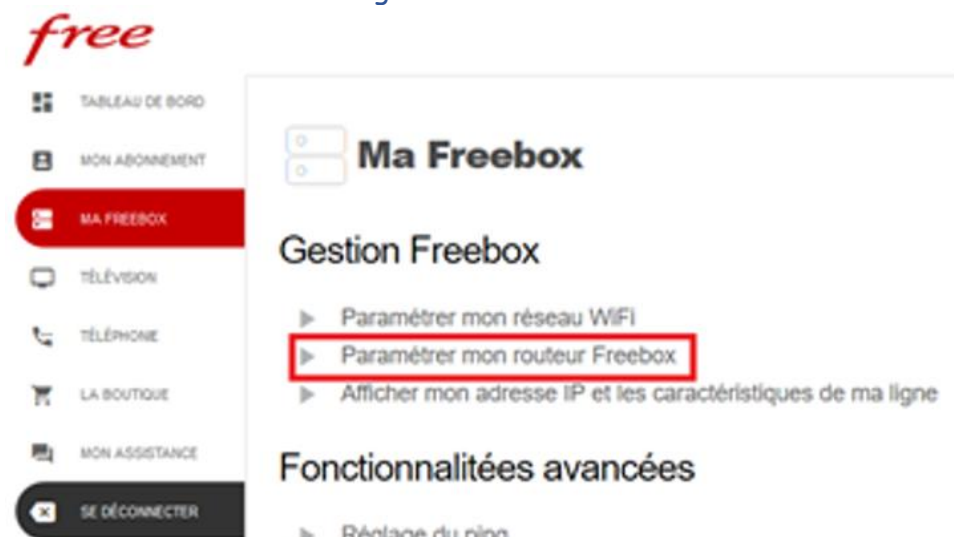 free
TABLEAU DE BORD
MON ABONNEMENT
MA FREEBOX
TÉLÉVISION
TÉLÉPHONE
LA BOUTIQUE
MON ASSISTANCE
SE DÉCONNECTER
Ma Freebox
Gestion Freebox
Paramétrer mon réseau WiFi
Paramétrer mon routeur Freebox
Afficher mon adresse IP et les caractéristiques de ma ligne
Fonctionnalitées avancées
Réglage du ping